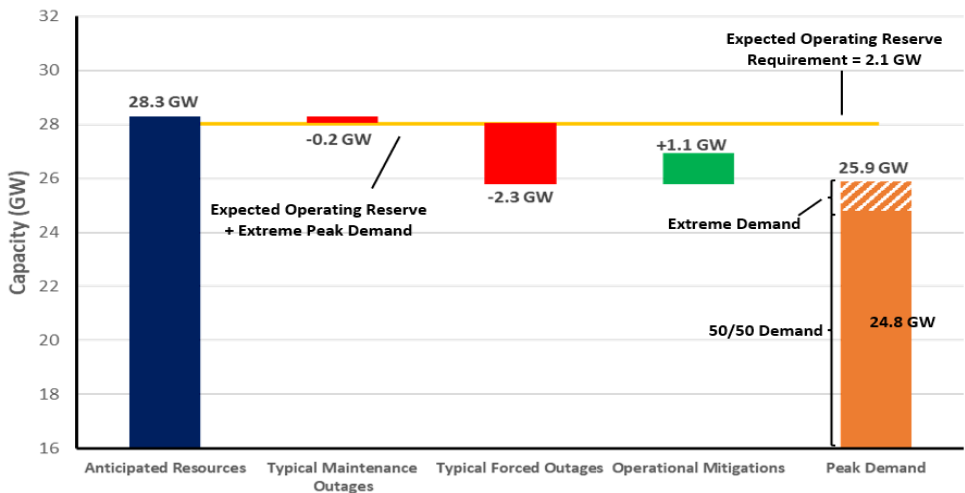 32
30
28
26
24
22
20
18
16
Capacity (GW)
28.3 GW
-0.2 GW
-2.3 GW
+1.1 GW
25.9 GW
24.8 GW
Expected Operating Reserve
Requirement = 2.1 GW
Expected Operating Reserve
+ Extreme Peak Demand
Extreme Demand
50/50 Demand
Anticipated Resources
Typical Maintenance
Outages
Typical Forced Outages
Operational Mitigations
Peak Demand